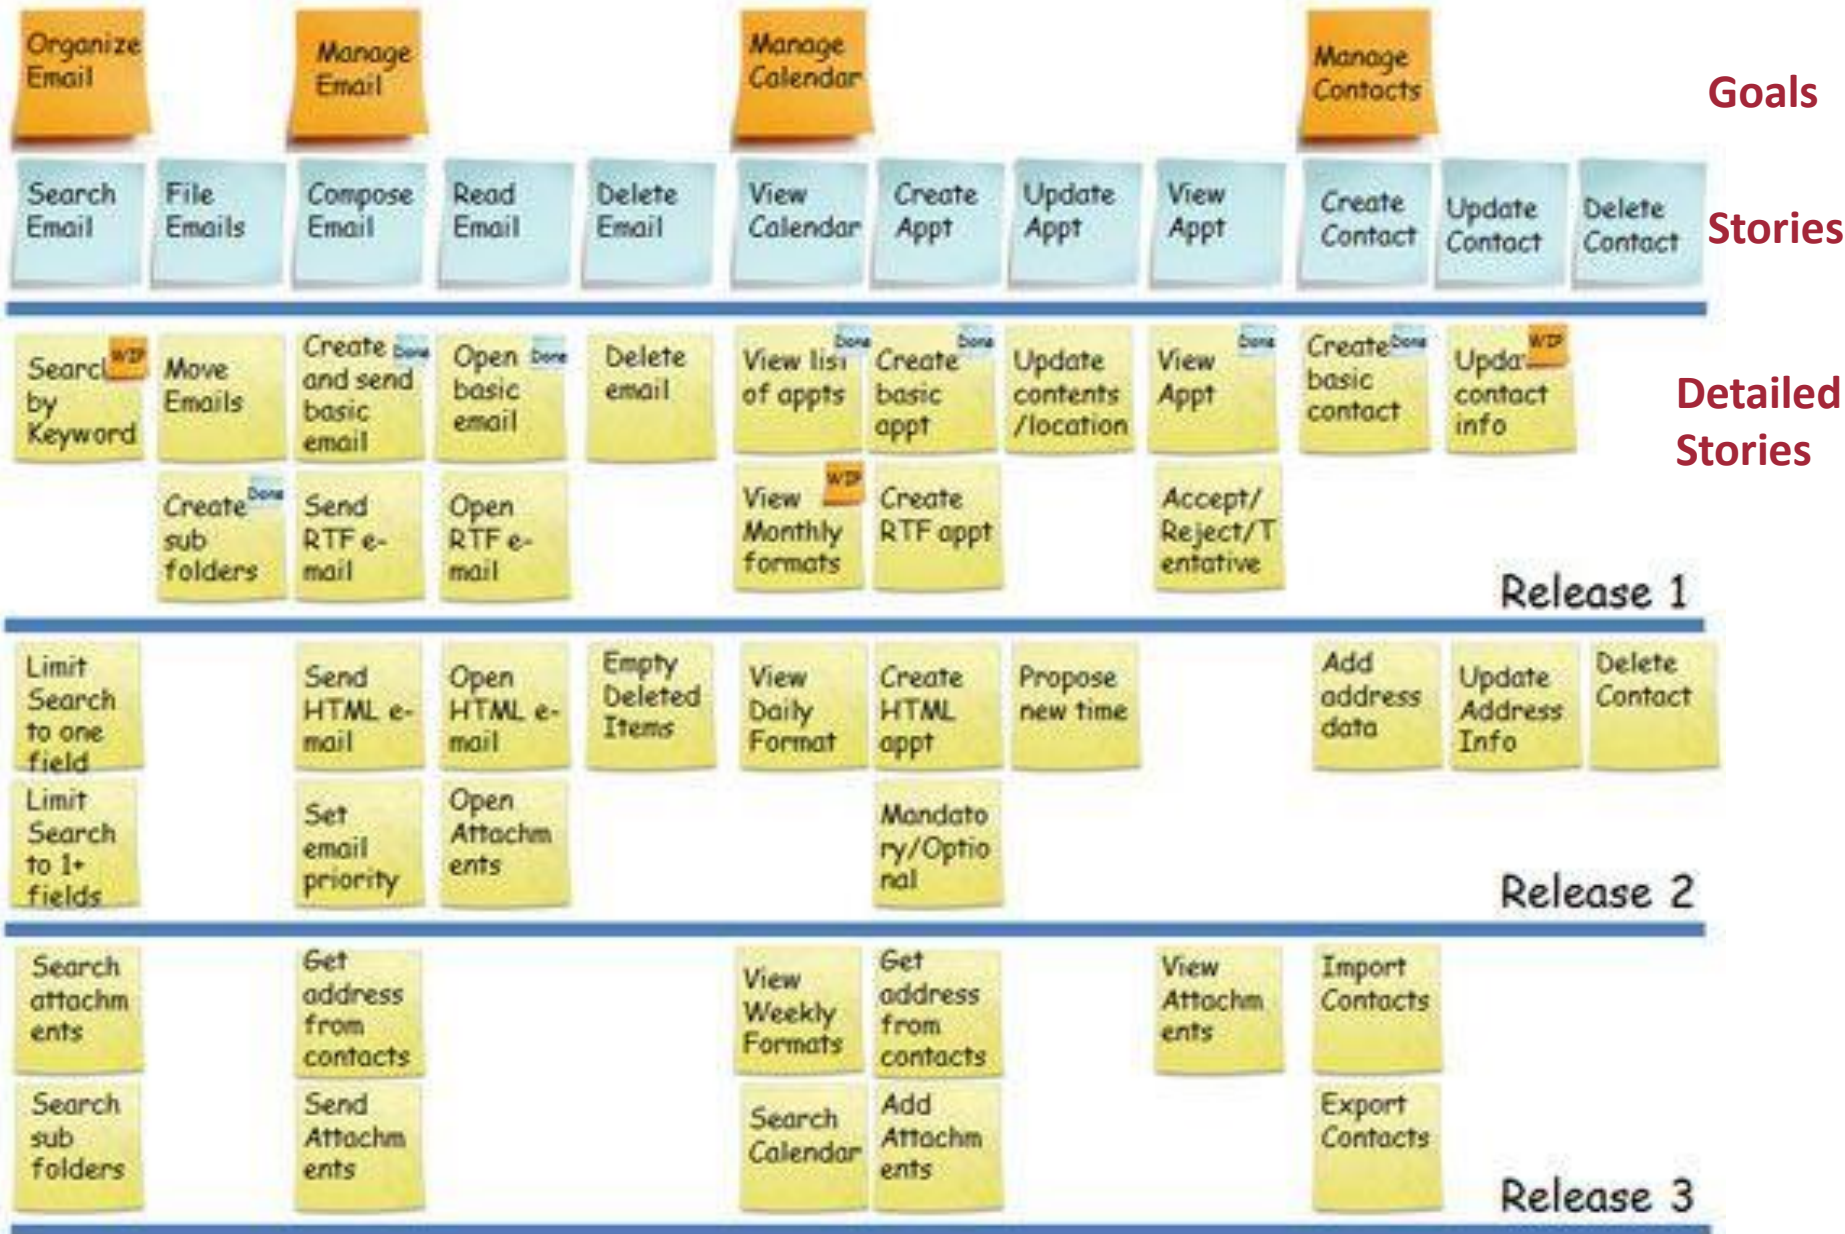 Organize
Email
Manage
Email
Manage
Calendar
Manage
Contacts
Goals
Search
Email
File
Emails
Compose
Email
Read
Email
Delete
Email
View
Calendar
Create
Appt
Update
Appt
View
Appt
Create
Contact
Update
Contact
Delete
Contact
Stories
WIP
Search
by
Keyword
Move
Emails
Done
Create
and send
basic
email
Done
Open
basic
email
Delete
email
Done
View list
of appts
Done
Create
basic
appt
Update
contents
/location
Done
View
Appt
Done
Create
basic
contact
WIP
Updat
contact
info
Detailed
Stories
Done
Create
sub
folders
Send
RTF e-
mail
Open
RTF e-
mail
WIP
View
Monthly
formats
Create
RTF appt
Accept/
Reject/T
entative
Release 1
Limit
Search
to one
field
Send
HTML e-
mail
Open
HTML e-
mail
Empty
Deleted
Items
View
Daily
Format
Create
HTML
appt
Propose
new time
Add
address
data
Update
Address
Info
Delete
Contact
Limit
Search
to 1+
fields
Set
email
priority
Open
Attachm
ents
Mandato
ry/Optio
nal
Release 2
Search
attachm
ents
Get
address
from
contacts
View
Weekly
Formats
Get
address
from
contacts
View
Attachm
ents
Import
Contacts
Search
sub
folders
Send
Attachm
ents
Search
Calendar
Add
Attachm
ents
Export
Contacts
Release 3